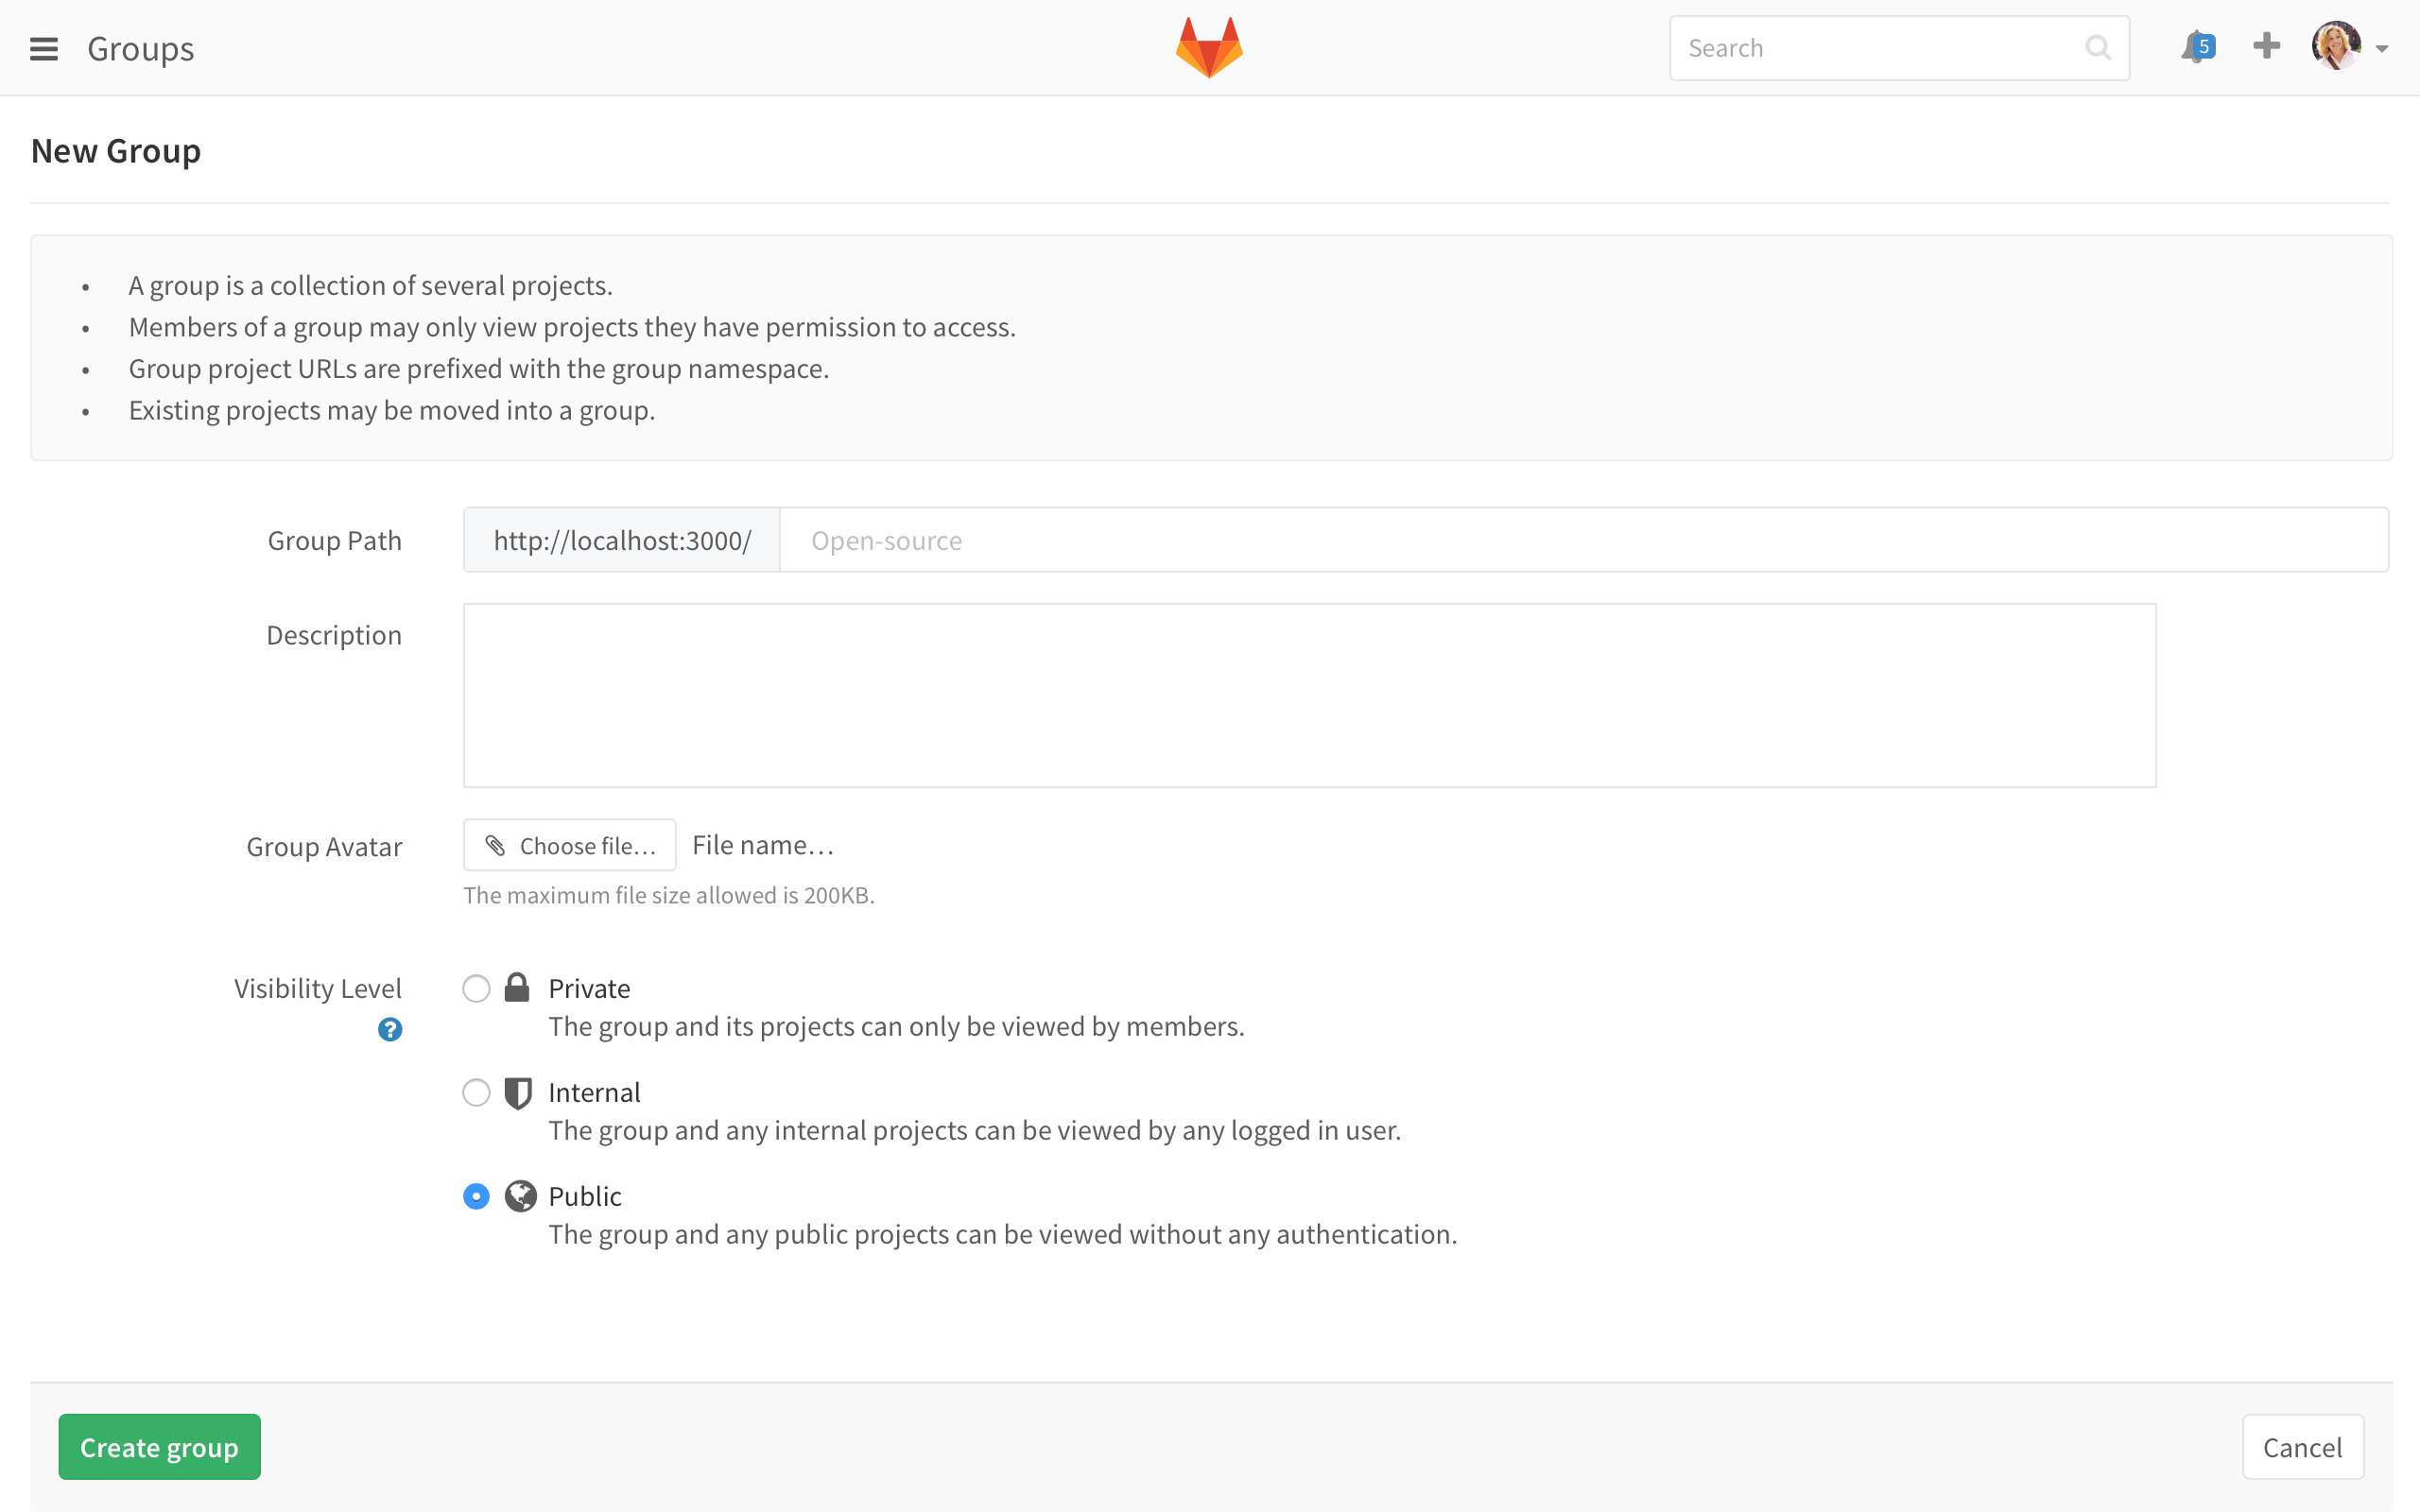 Groups
Search
5
New Group
• A group is a collection of several projects.
• Members of a group may only view projects they have permission to access.
• Group project URLs are prefixed with the group namespace.
• Existing projects may be moved into a group.
Group Path
http://localhost:3000/
Open-source
Description
Group Avatar
Choose file...
File name...
The maximum file size allowed is 200KB.
Visibility Level
?
Private
The group and its projects can only be viewed by members.
Internal
The group and any internal projects can be viewed by any logged in user.
Public
The group and any public projects can be viewed without any authentication.
Create group
Cancel